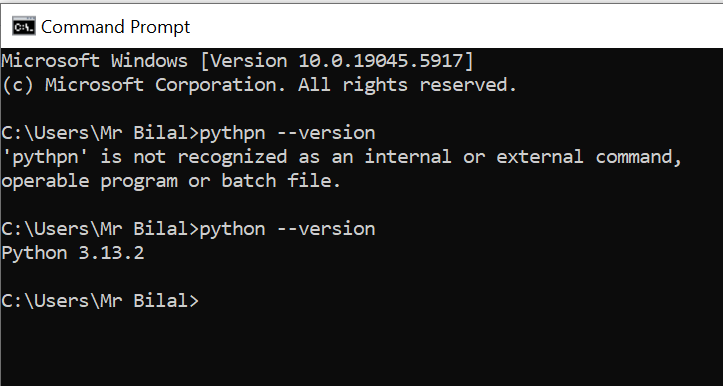 Command Prompt
Microsoft Windows [Version 10.0.19045.5917]
(c) Microsoft Corporation. All rights reserved.
C:\Users\Mr Bilal>pythpn --version
'pythpn' is not recognized as an internal or external command,
operable program or batch file.
C:\Users\Mr Bilal>python --version
Python 3.13.2
C:\Users\Mr Bilal>